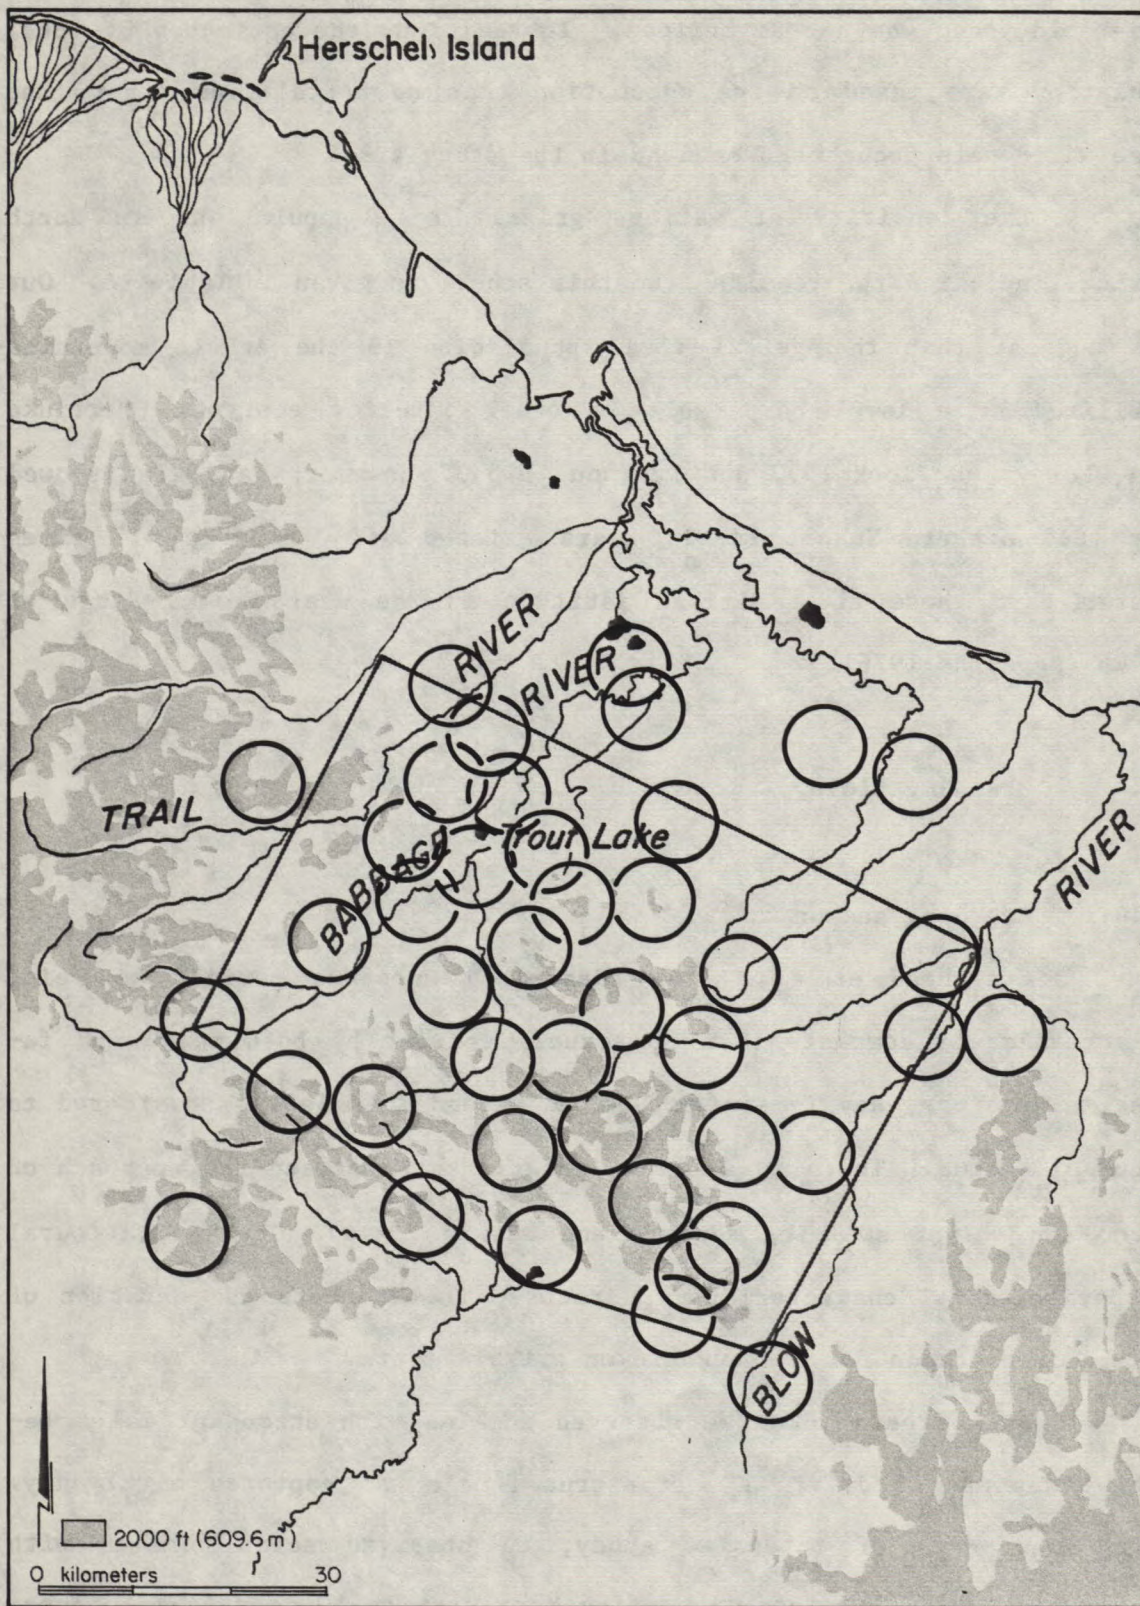 Herschel Island
RIVER
RIVER
TRAIL
Trout Lake
BABBAGE
RIVER
BLOW
2000 ft (609.6 m)
0 kilometers 30